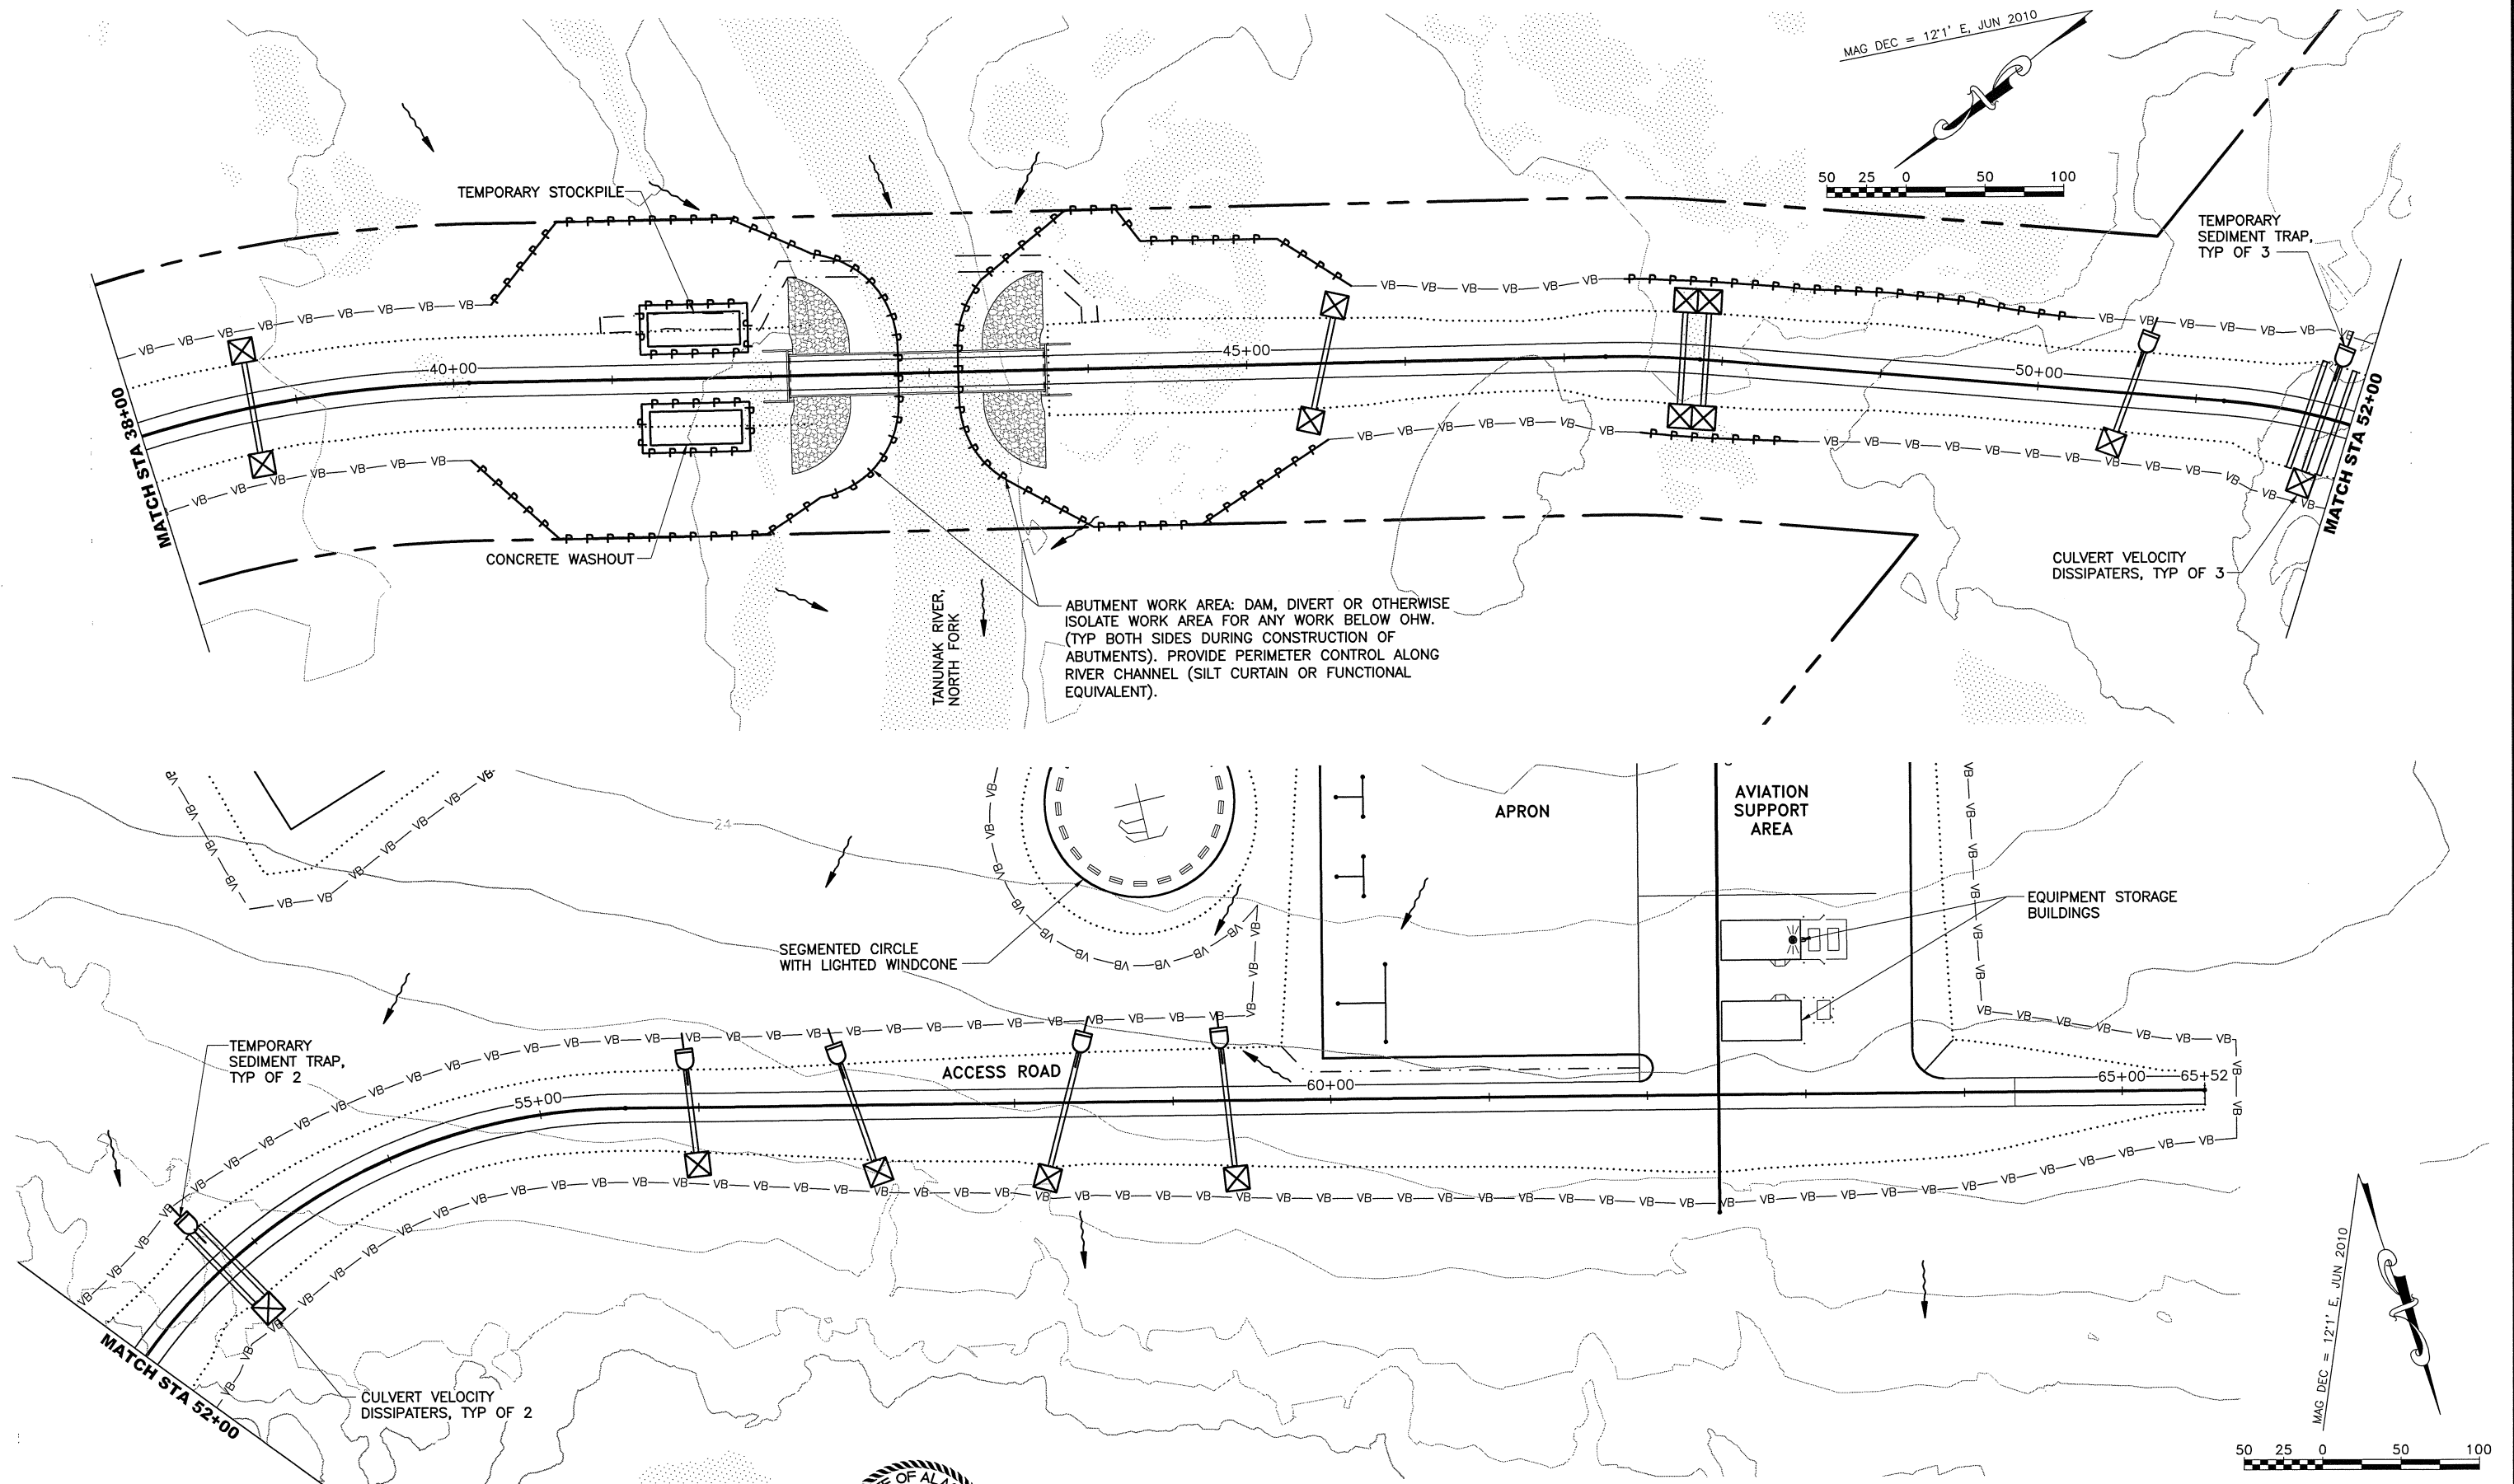 MAG DEC = 12°1' E, JUN 2010
50 25 0 50 100
TEMPORARY STOCKPILE
TEMPORARY
SEDIMENT TRAP,
TYP OF 3
40+00
45+00
50+00
MATCH STA 38+00
MATCH STA 52+00
CONCRETE WASHOUT
CULVERT VELOCITY
DISSIPATERS, TYP OF 3
TANUNAK RIVER,
NORTH FORK
ABUTMENT WORK AREA: DAM, DIVERT OR OTHERWISE
ISOLATE WORK AREA FOR ANY WORK BELOW OHW.
(TYP BOTH SIDES DURING CONSTRUCTION OF
ABUTMENTS). PROVIDE PERIMETER CONTROL ALONG
RIVER CHANNEL (SILT CURTAIN OR FUNCTIONAL
EQUIVALENT).
24
APRON
AVIATION
SUPPORT
AREA
EQUIPMENT STORAGE
BUILDINGS
SEGMENTED CIRCLE
WITH LIGHTED WINDCONE
TEMPORARY
SEDIMENT TRAP,
TYP OF 2
ACCESS ROAD
55+00
60+00
65+00
65+52
MATCH STA 52+00
CULVERT VELOCITY
DISSIPATERS, TYP OF 2
MAG DEC = 12°1' E, JUN 2010
50 25 0 50 100
OF ALA